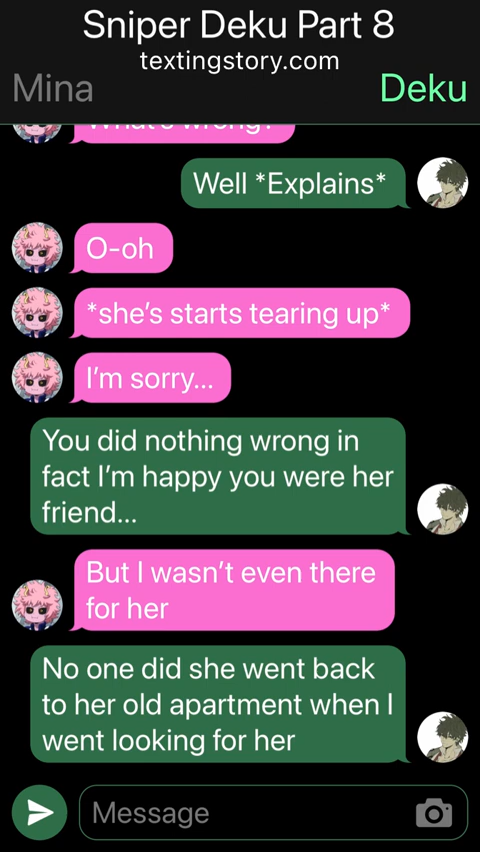 Sniper Deku Part 8
textingstory.com
Mina
Deku
What's wrong?
Well *Explains*
O-oh
*she's starts tearing up*
I'm sorry...
You did nothing wrong in
fact I'm happy you were her
friend...
But I wasn't even there
for her
No one did she went back
to her old apartment when I
went looking for her
Message